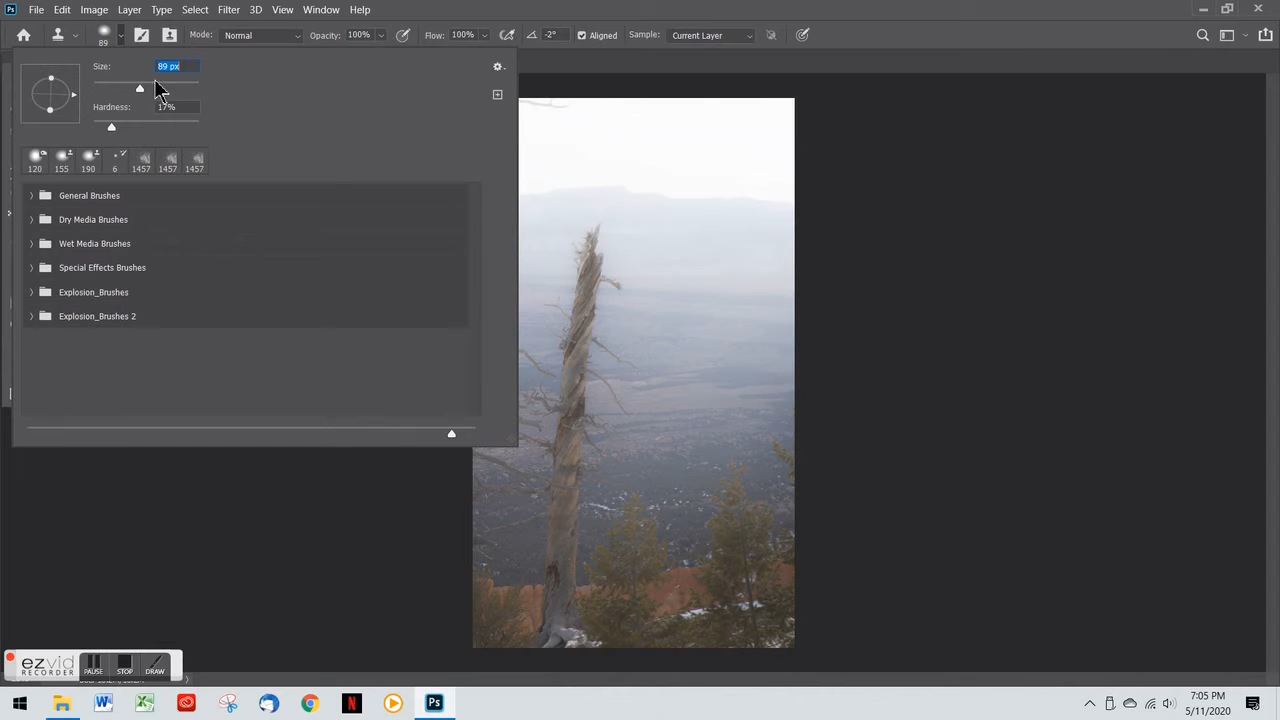 Ps File Edit Image Layer Type Select Filter 3D View Window Help
89 Mode: Normal Opacity: 100% Flow: 100% -2° Aligned Sample: Current Layer
Size: 89 px
Hardness: 17%
120 155 190 6 1457 1457 1457
General Brushes
Dry Media Brushes
Wet Media Brushes
Special Effects Brushes
Explosion_Brushes
Explosion_Brushes 2
ezvid
RECORDER
PAUSE STOP DRAW
7:05 PM
5/11/2020
N Ps